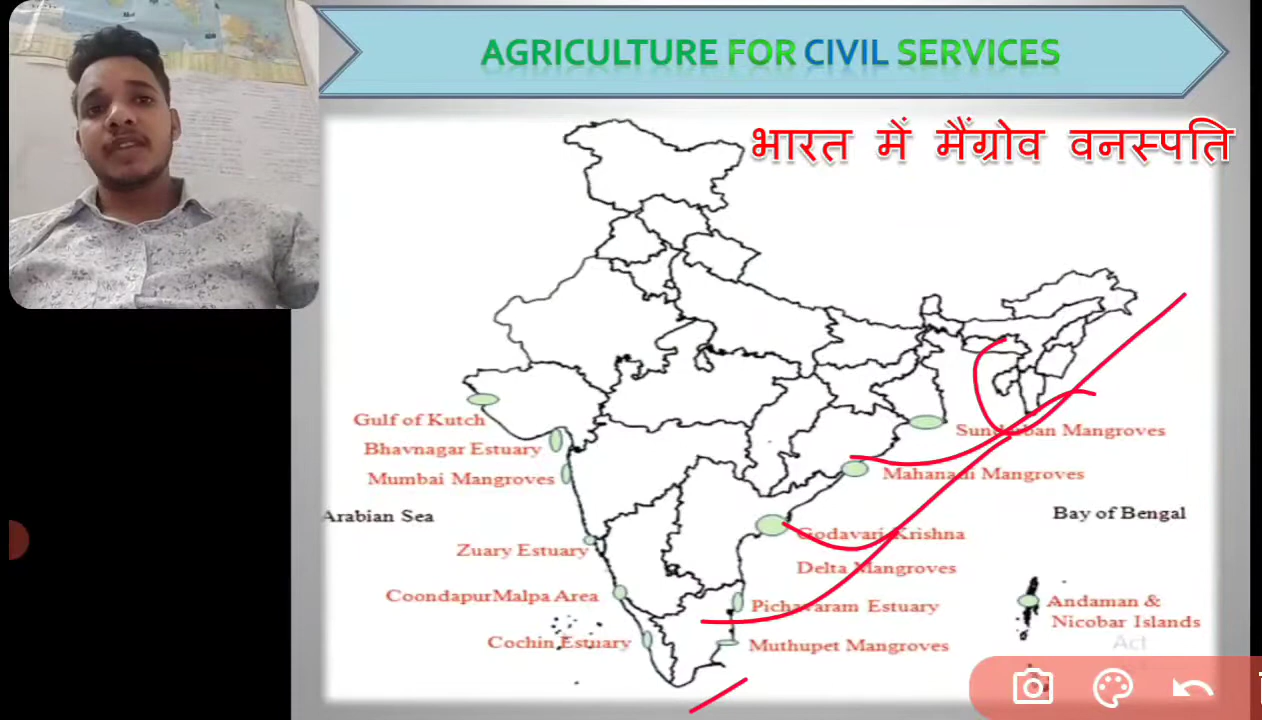 AGRICULTURE FOR CIVIL SERVICES
भारत में मैंग्रोव वनस्पति
Gulf of Kutch
Bhavnagar Estuary
Mumbai Mangroves
Arabian Sea
Zuary Estuary
CoondapurMalpa Area
Cochin Estuary
Sunderban Mangroves
Mahanadi Mangroves
Bay of Bengal
Godavari Krishna
Delta Mangroves
Pichavaram Estuary
Muthupet Mangroves
Andaman &
Nicobar Islands
Act